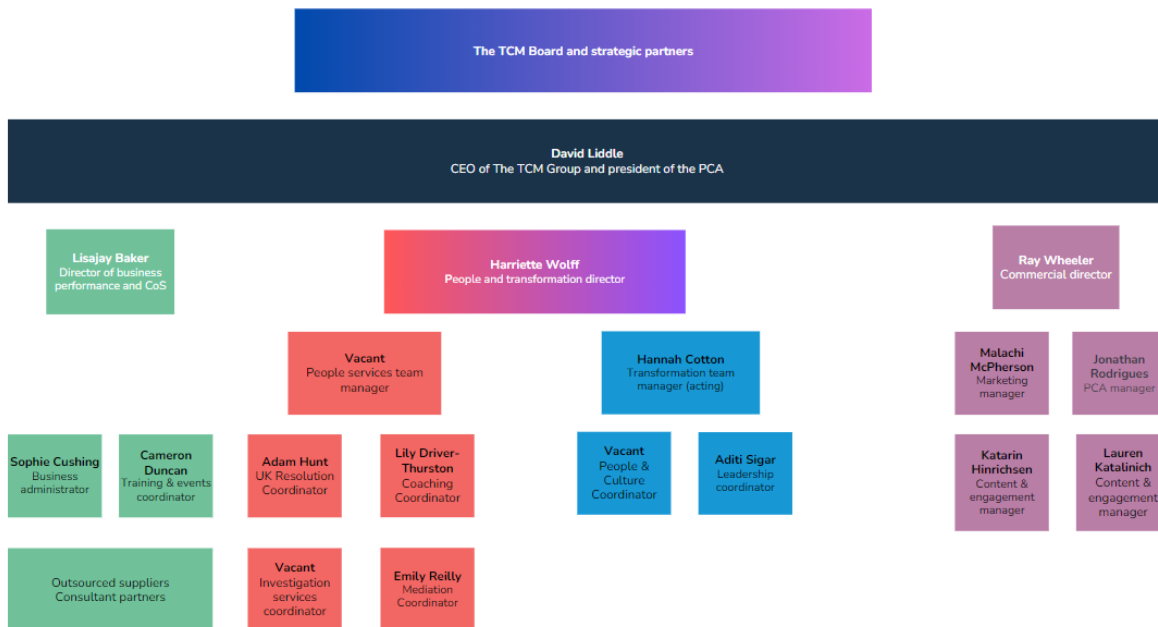 The TCM Board and strategic partners
David Liddle
CEO of The TCM Group and president of the PCA
Lisajay Baker
Director of business
performance and CoS
Harriette Wolff
People and transformation director
Ray Wheeler
Commercial director
Vacant
People services team
manager
Hannah Cotton
Transformation team
manager (acting)
Malachi
McPherson
Marketing
manager
Jonathan
Rodrigues
PCA manager
Sophie Cushing
Business
administrator
Cameron
Duncan
Training & events
coordinator
Adam Hunt
UK Resolution
Coordinator
Lily Driver-
Thurston
Coaching
Coordinator
Vacant
People &
Culture
Coordinator
Aditi Sigar
Leadership
coordinator
Katarin
Hinrichsen
Content &
engagement
manager
Lauren
Katalinich
Content &
engagement
manager
Outsourced suppliers
Consultant partners
Vacant
Investigation
services
coordinator
Emily Reilly
Mediation
Coordinator